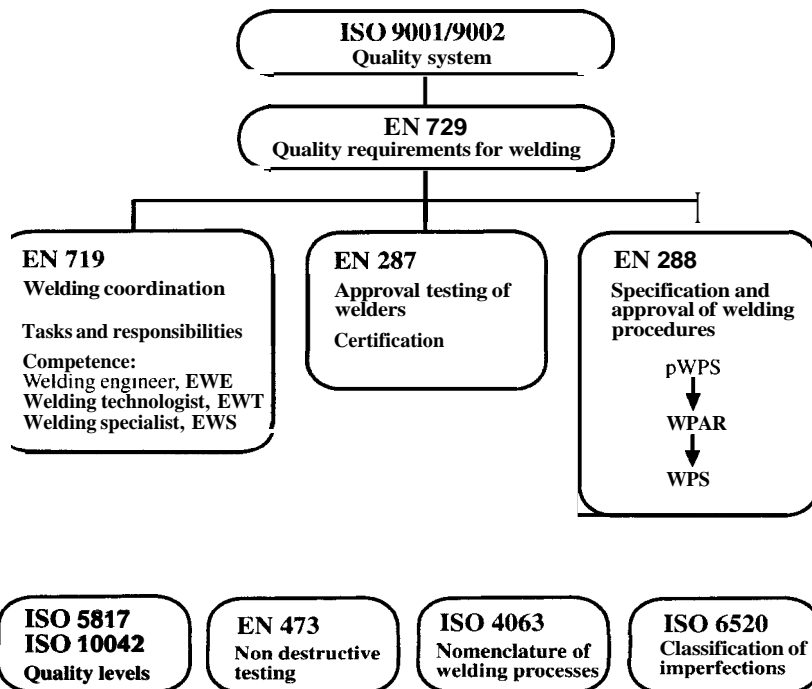 ISO 9001/9002
Quality system
EN 729
Quality requirements for welding
EN 719
Welding coordination
Tasks and responsibilities
Competence:
Welding engineer, EWE
Welding technologist, EWT
Welding specialist, EWS
EN 287
Approval testing of
welders
Certification
EN 288
Specification and
approval of welding
procedures
pWPS
WPAR
WPS
ISO 5817
ISO 10042
Quality levels
EN 473
Non destructive
testing
ISO 4063
Nomenclature of
welding processes
ISO 6520
Classification of
imperfections